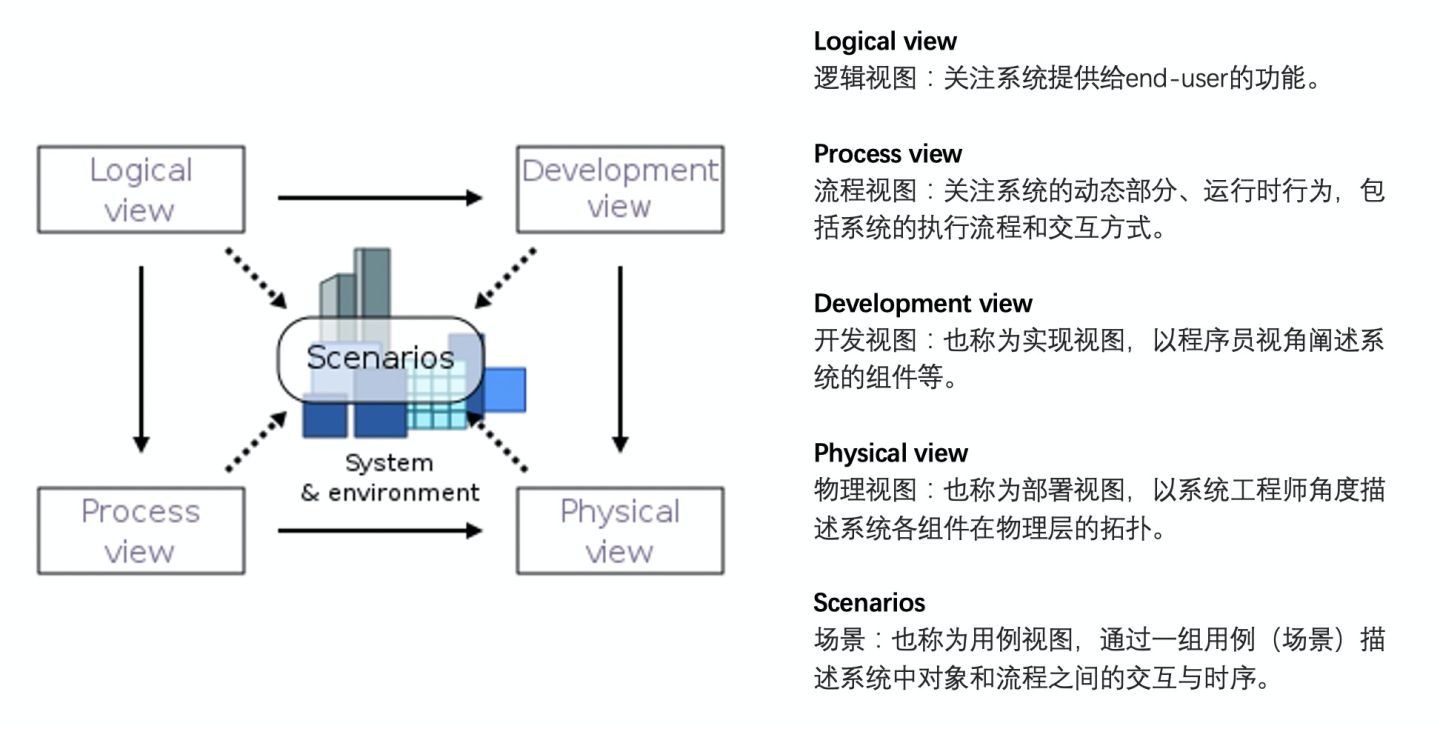 Logical
view
Development
view
Scenarios
System
& environment
Process
view
Physical
view
Logical view
逻辑视图：关注系统提供给end-user的功能。
Process view
流程视图：关注系统的动态部分、运行时行为，包
括系统的执行流程和交互方式。
Development view
开发视图：也称为实现视图，以程序员视角阐述系
统的组件等。
Physical view
物理视图：也称为部署视图，以系统工程师角度描
述系统各组件在物理层的拓扑。
Scenarios
场景：也称为用例视图，通过一组用例（场景）描
述系统中对象和流程之间的交互与时序。